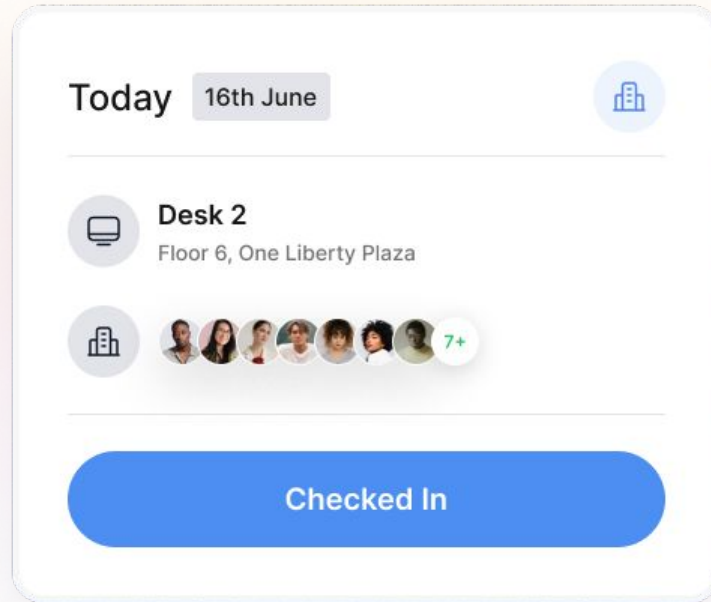 Today 16th June
Desk 2
Floor 6, One Liberty Plaza
7+
Checked In